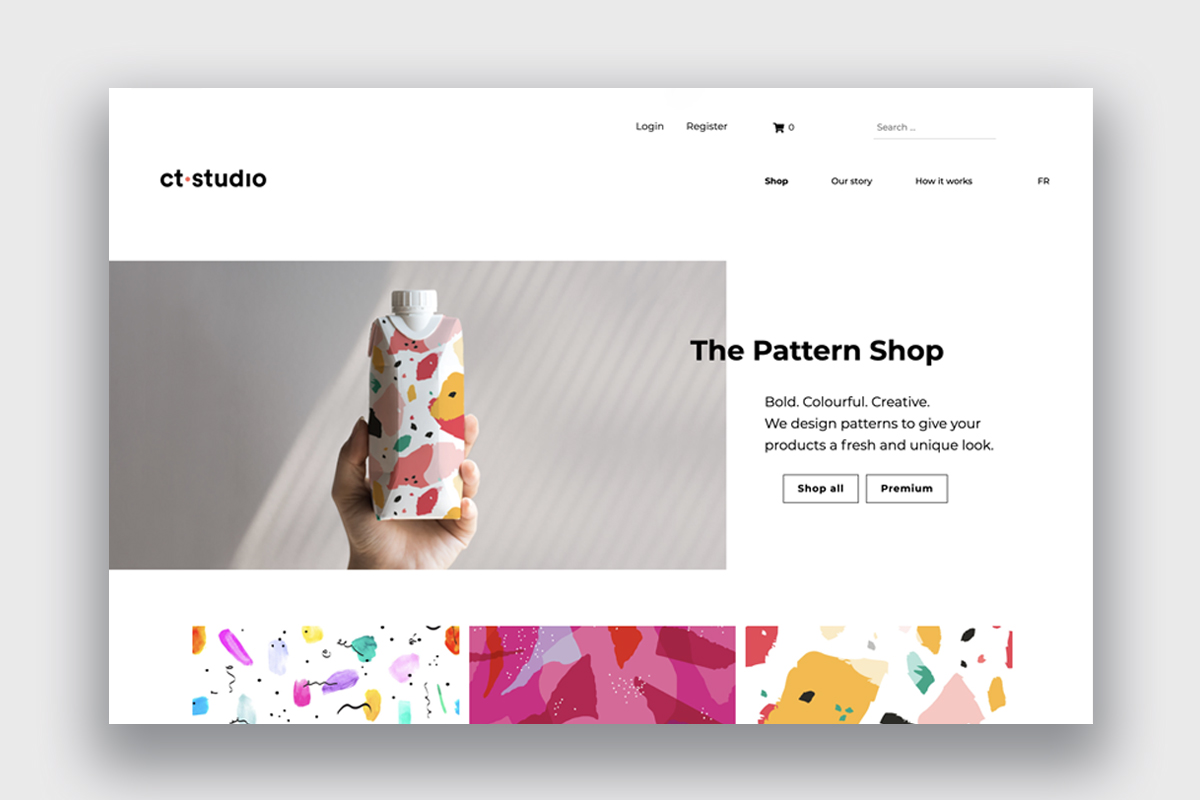 Login Register 0 Search ...
ct·studıo
Shop Our story How it works FR
The Pattern Shop
Bold. Colourful. Creative.
We design patterns to give your
products a fresh and unique look.
Shop all Premium